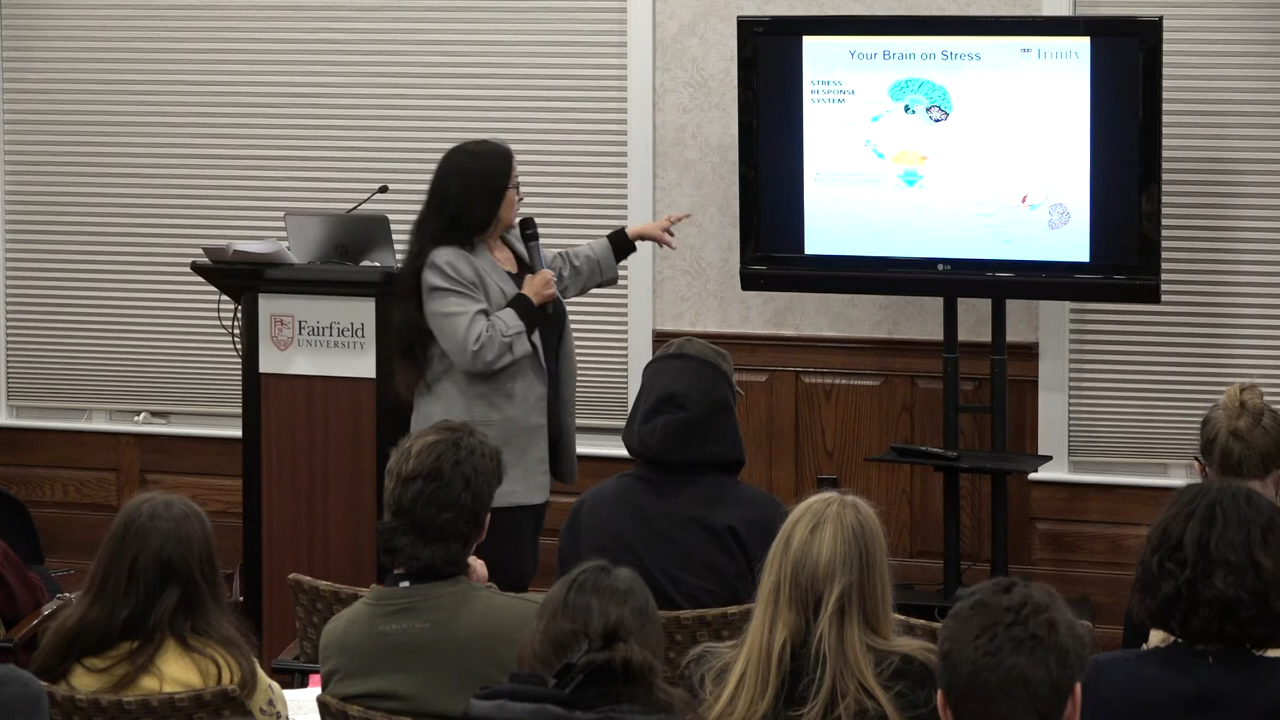 Your Brain on Stress
Trinity
STRESS
RESPONSE
SYSTEM
Fairfield
UNIVERSITY
LG